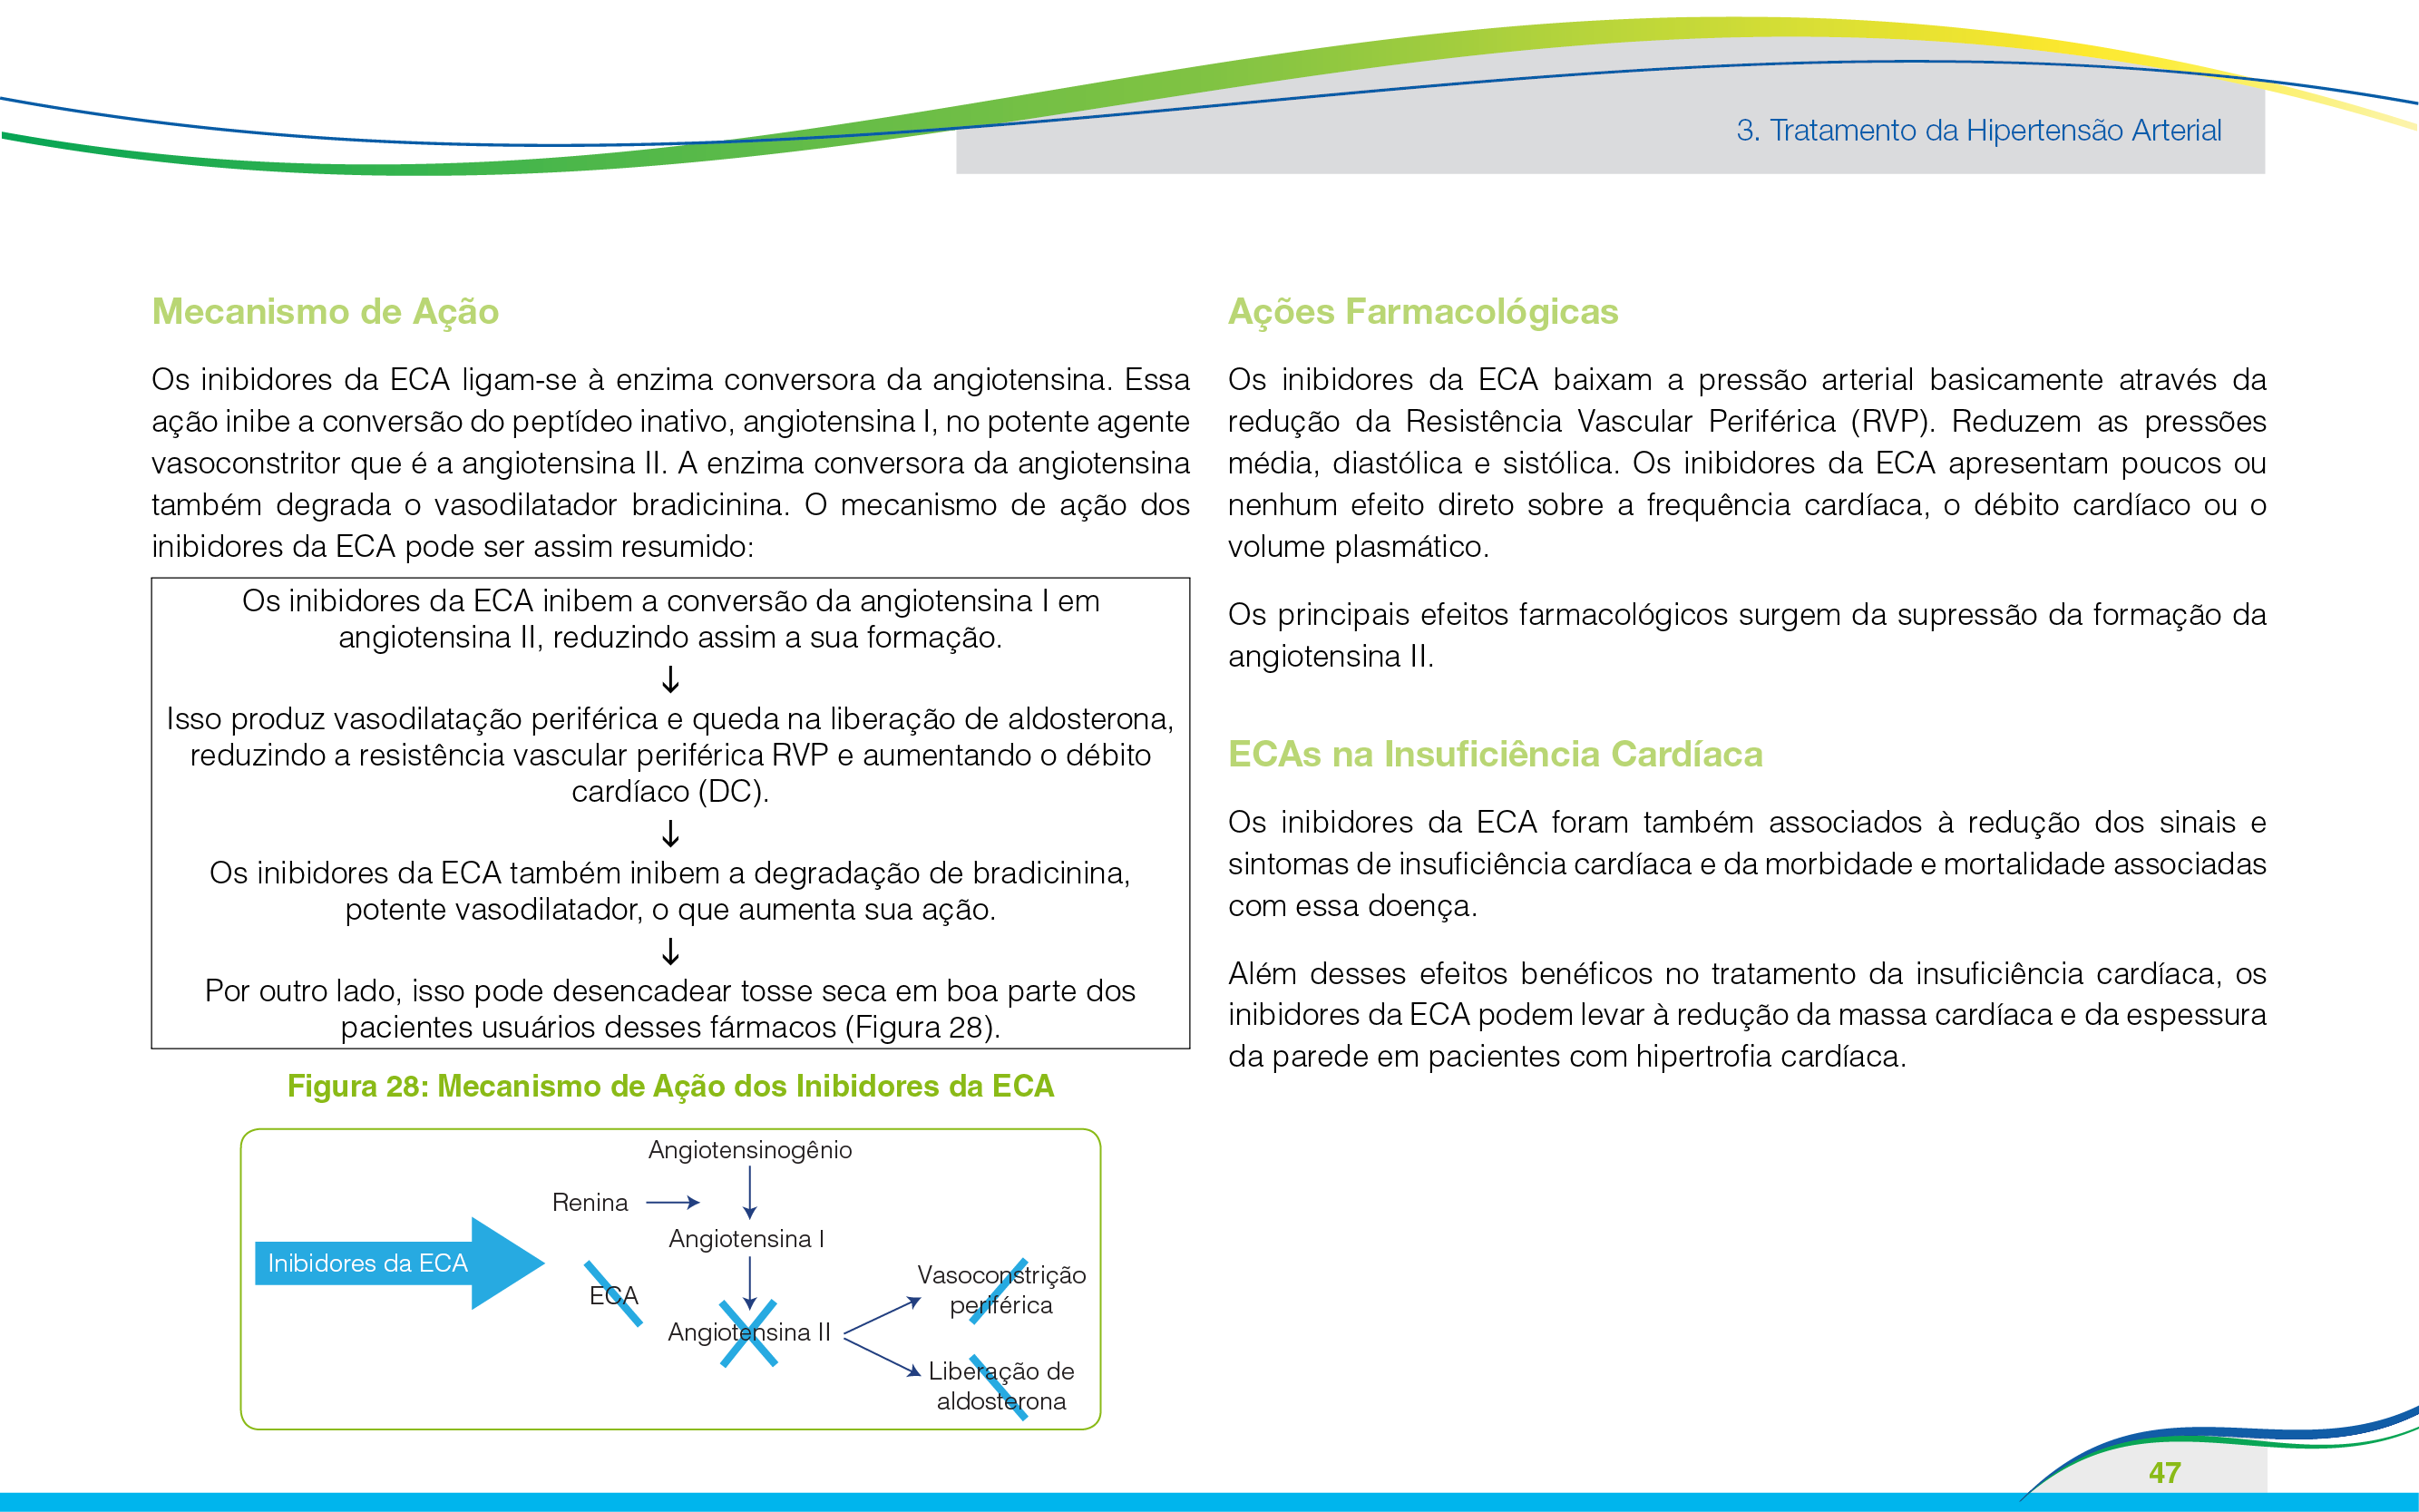 3. Tratamento da Hipertensão Arterial
Mecanismo de Ação
Os inibidores da ECA ligam-se à enzima conversora da angiotensina. Essa
ação inibe a conversão do peptídeo inativo, angiotensina I, no potente agente
vasoconstritor que é a angiotensina II. A enzima conversora da angiotensina
também degrada o vasodilatador bradicinina. O mecanismo de ação dos
inibidores da ECA pode ser assim resumido:
Os inibidores da ECA inibem a conversão da angiotensina I em
angiotensina II, reduzindo assim a sua formação.
↓
Isso produz vasodilatação periférica e queda na liberação de aldosterona,
reduzindo a resistência vascular periférica RVP e aumentando o débito
cardíaco (DC).
↓
Os inibidores da ECA também inibem a degradação de bradicinina,
potente vasodilatador, o que aumenta sua ação.
↓
Por outro lado, isso pode desencadear tosse seca em boa parte dos
pacientes usuários desses fármacos (Figura 28).
Figura 28: Mecanismo de Ação dos Inibidores da ECA
Angiotensinogênio
Renina
Angiotensina I
Inibidores da ECA
ECA
Angiotensina II
Vasoconstrição
periférica
Liberação de
aldosterona
Ações Farmacológicas
Os inibidores da ECA baixam a pressão arterial basicamente através da
redução da Resistência Vascular Periférica (RVP). Reduzem as pressões
média, diastólica e sistólica. Os inibidores da ECA apresentam poucos ou
nenhum efeito direto sobre a frequência cardíaca, o débito cardíaco ou o
volume plasmático.
Os principais efeitos farmacológicos surgem da supressão da formação da
angiotensina II.
ECAs na Insuficiência Cardíaca
Os inibidores da ECA foram também associados à redução dos sinais e
sintomas de insuficiência cardíaca e da morbidade e mortalidade associadas
com essa doença.
Além desses efeitos benéficos no tratamento da insuficiência cardíaca, os
inibidores da ECA podem levar à redução da massa cardíaca e da espessura
da parede em pacientes com hipertrofia cardíaca.
47